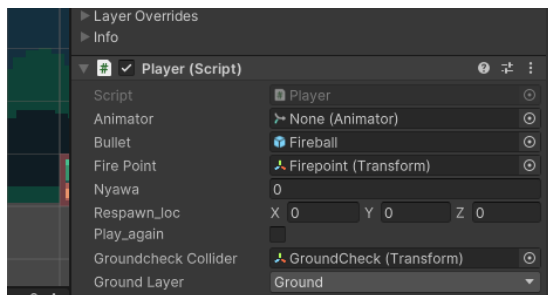 Layer Overrides
Info
# Player (Script)
Script # Player
Animator None (Animator)
Bullet Fireball
Fire Point Firepoint (Transform)
Nyawa 0
Respawn_loc X 0 Y 0 Z 0
Play_again
Groundcheck Collider GroundCheck (Transform)
Ground Layer Ground